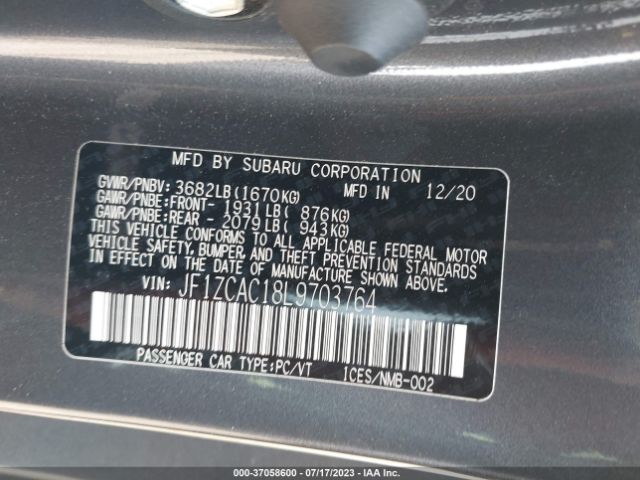 MFD BY SUBARU CORPORATION
GVWR/PNBV: 3682LB(1670KG) MFD IN 12/20
GAWR/PNBE:FRONT- 1931LB( 876KG)
GAWR/PNBE:REAR - 2079LB( 943KG)
THIS VEHICLE CONFORMS TO ALL APPLICABLE FEDERAL MOTOR
VEHICLE SAFETY, BUMPER, AND THEFT PREVENTION STANDARDS
IN EFFECT ON THE DATE OF MANUFACTURE SHOWN ABOVE.
VIN: JF1ZCAC18L9703764
PASSENGER CAR TYPE:PC/VT ICES/NMB-002
000-37058600 - 07/17/2023 - IAA Inc.